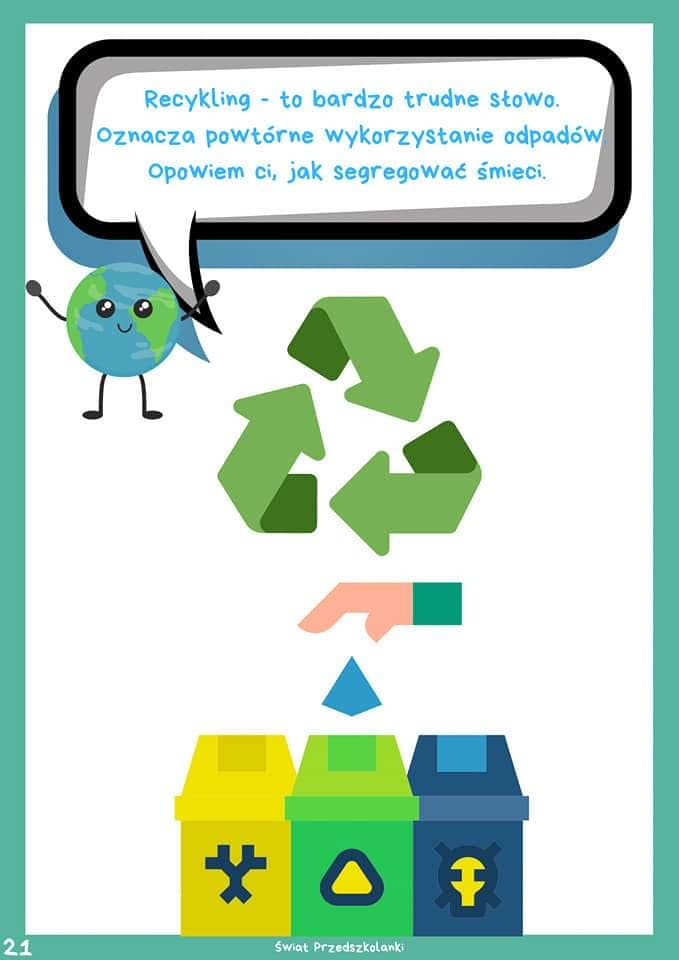 Recykling - to bardzo trudne słowo.
Oznacza powtórne wykorzystanie odpadów.
Opowiem ci, jak segregować śmieci.
21
Świat Przedszkolanki